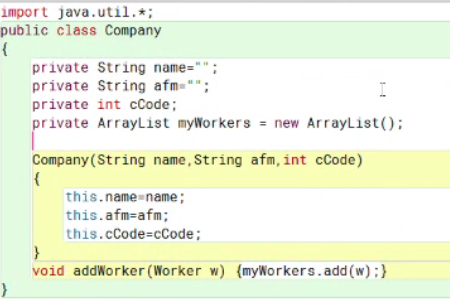 import java.util.*;
public class Company
{
private String name="";
private String afm="";
private int cCode;
private ArrayList myWorkers = new ArrayList();
Company(String name,String afm,int cCode)
{
this.name=name;
this.afm=afm;
this.cCode=cCode;
}
void addWorker(Worker w) {myWorkers.add(w);}
}